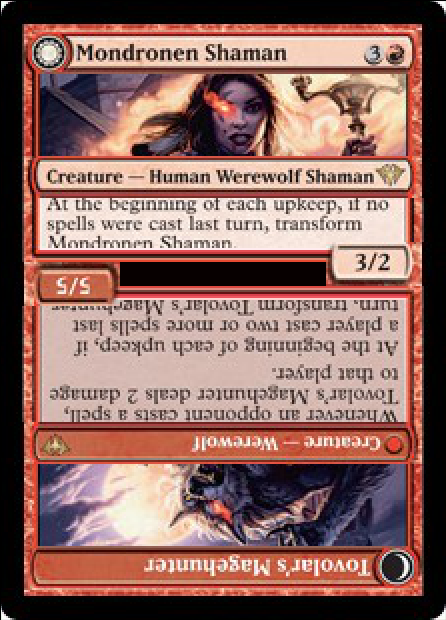 Mondronen Shaman
3
Creature — Human Werewolf Shaman
At the beginning of each upkeep, if no
spells were cast last turn, transform
Mondronen Shaman.
3/2
Tovolar's Magehunter
Creature — Werewolf
Whenever an opponent casts a spell,
Tovolar's Magehunter deals 2 damage
to that player.
At the beginning of each upkeep, if
a player cast two or more spells last
turn, transform Tovolar's Magehunter
5/5